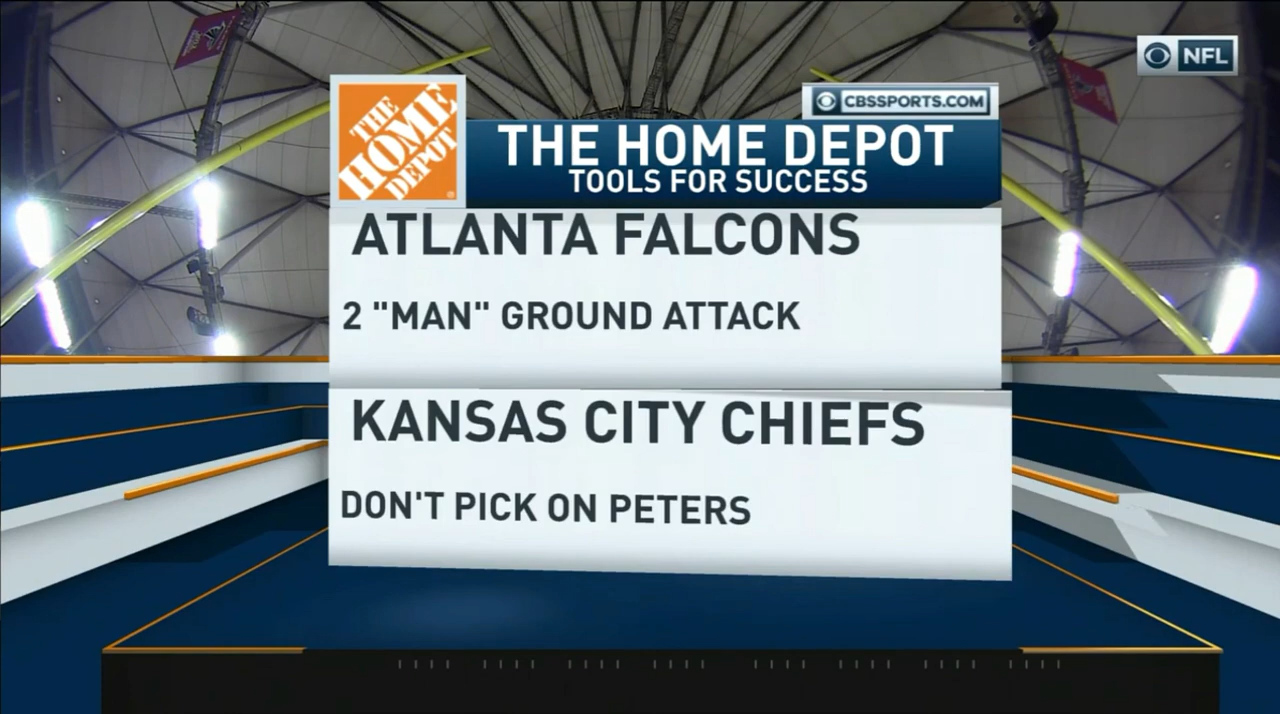 NFL
CBSSPORTS.COM
THE
HOME
DEPOT
THE HOME DEPOT
TOOLS FOR SUCCESS
ATLANTA FALCONS
2 "MAN" GROUND ATTACK
KANSAS CITY CHIEFS
DON'T PICK ON PETERS